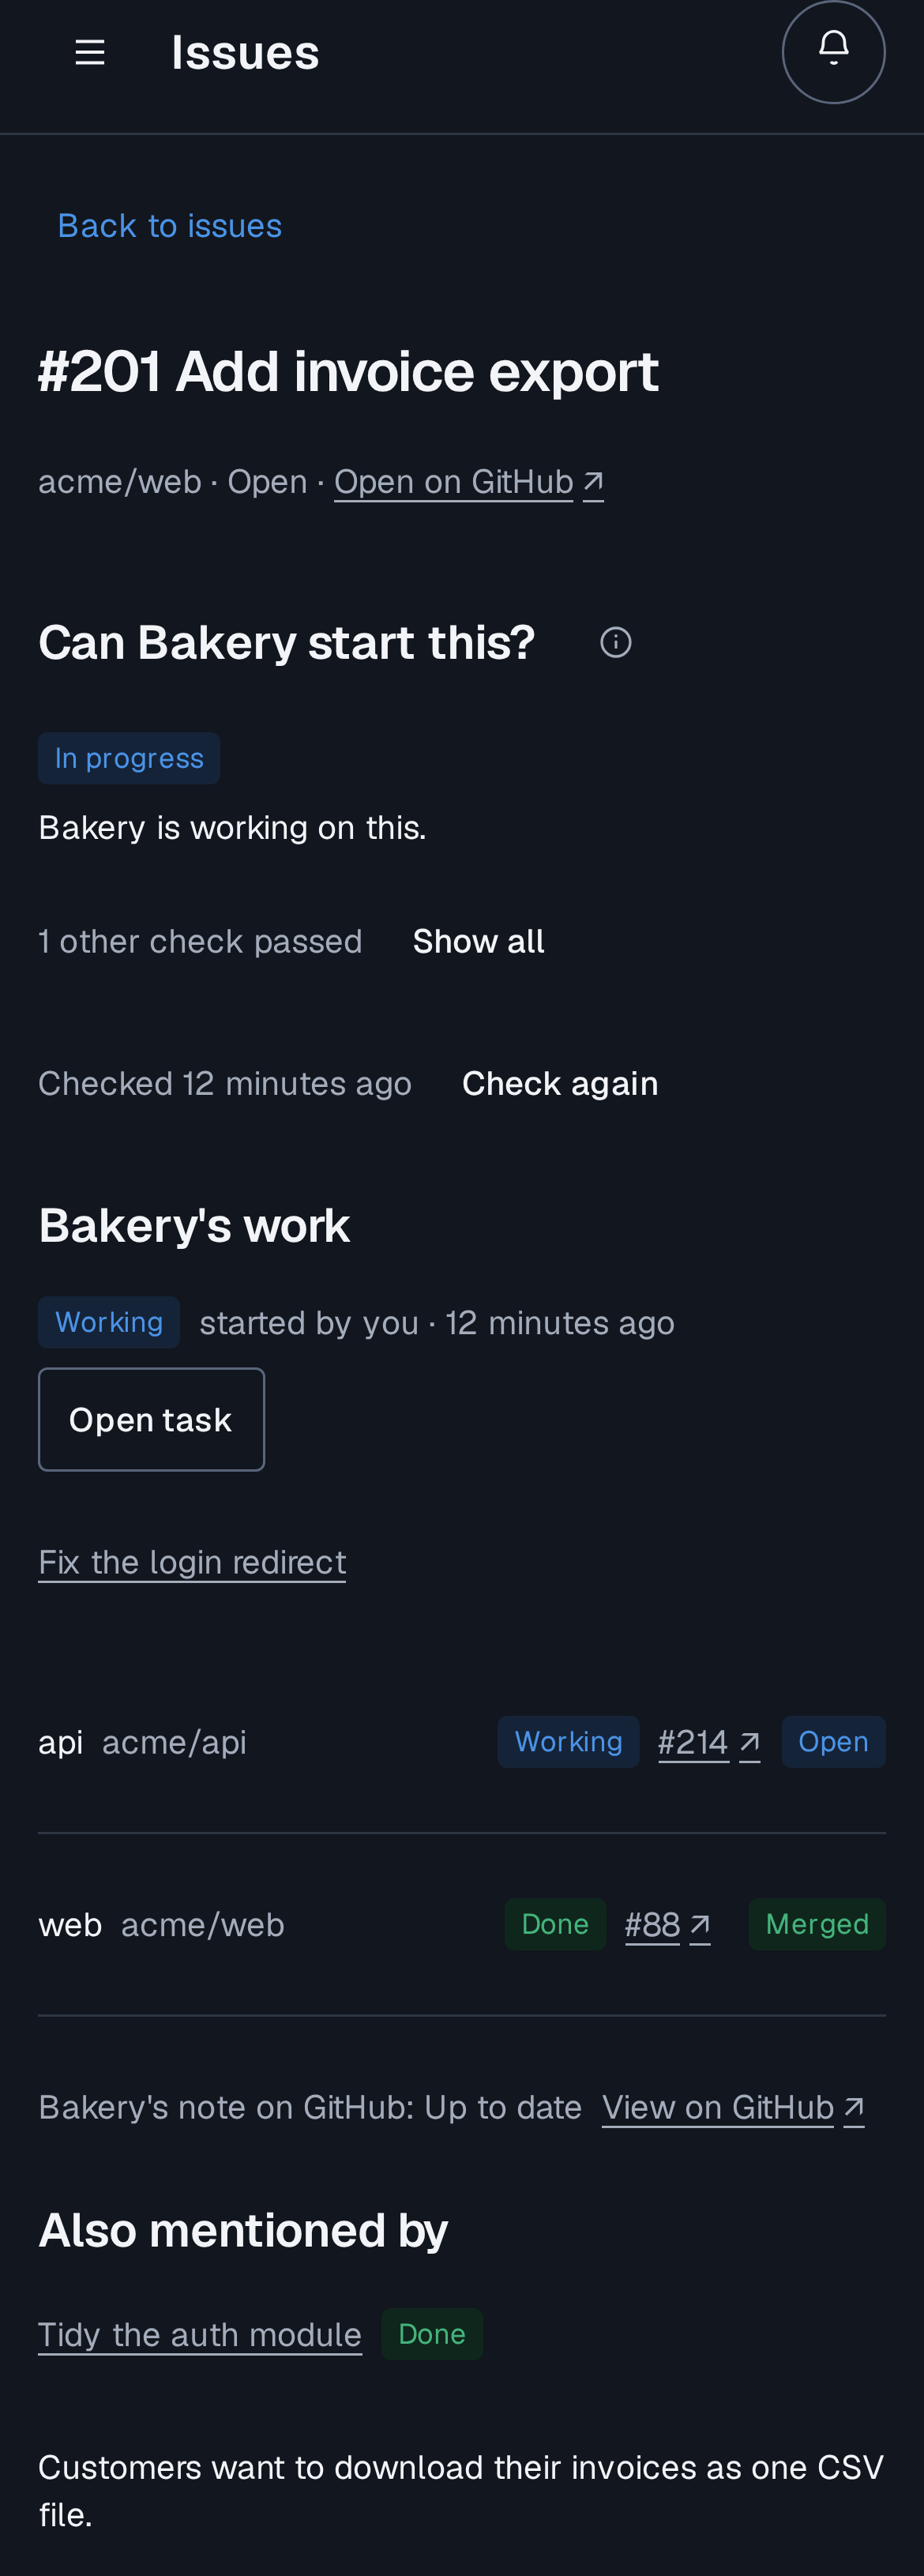 Issues
Back to issues
#201 Add invoice export
acme/web · Open · Open on GitHub ↗
Can Bakery start this?
In progress
Bakery is working on this.
1 other check passed Show all
Checked 12 minutes ago Check again
Bakery's work
Working started by you · 12 minutes ago
Open task
Fix the login redirect
api acme/api Working #214 ↗ Open
web acme/web Done #88 ↗ Merged
Bakery's note on GitHub: Up to date View on GitHub ↗
Also mentioned by
Tidy the auth module Done
Customers want to download their invoices as one CSV
file.